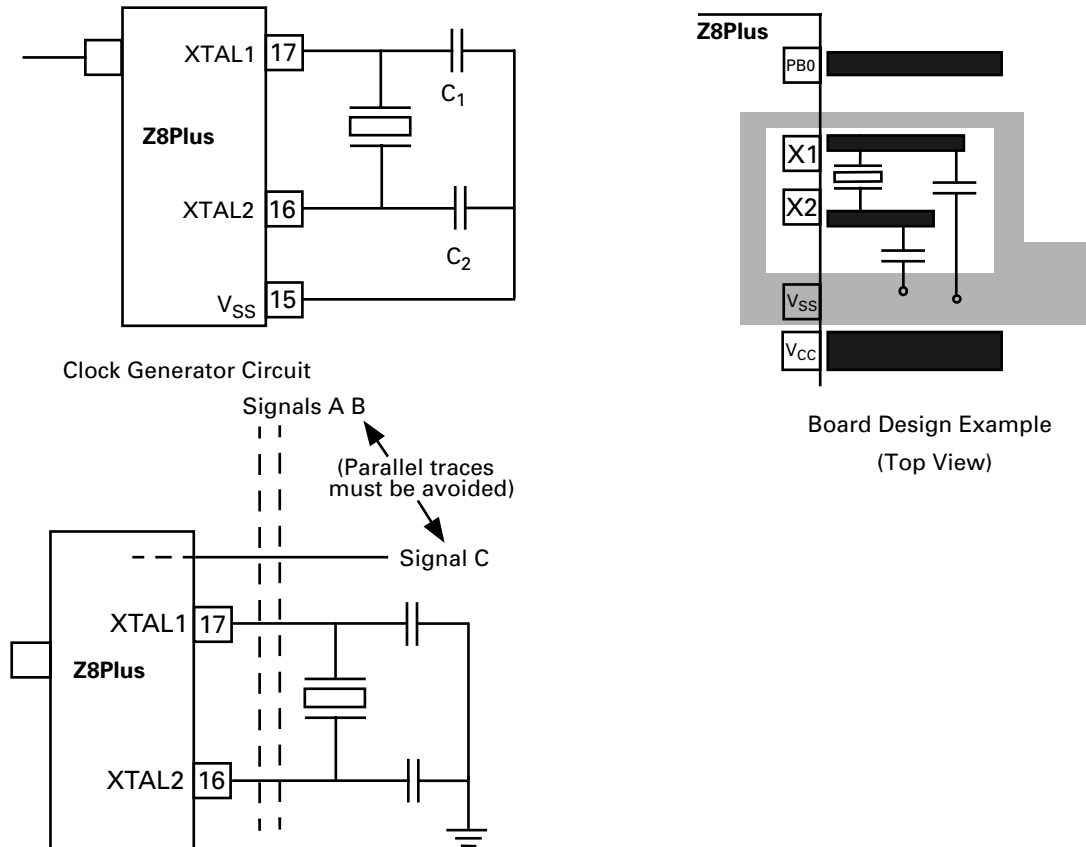 XTAL1 17
C1
Z8Plus
XTAL2 16
C2
VSS 15
Clock Generator Circuit
Z8Plus
PB0
X1
X2
VSS
VCC
Board Design Example
(Top View)
Signals A B
(Parallel traces
must be avoided)
Signal C
XTAL1 17
Z8Plus
XTAL2 16